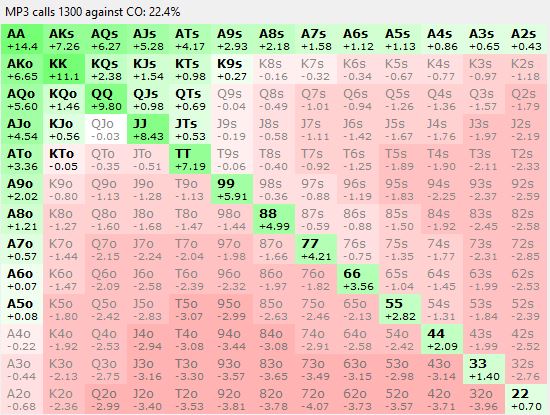 MP3 calls 1300 against CO: 22.4%
AA AKs AQs AJs ATs A9s A8s A7s A6s A5s A4s A3s A2s
+14.4 +7.26 +6.27 +5.28 +4.17 +2.93 +2.18 +1.58 +1.12 +1.13 +0.86 +0.65 +0.43
AKo KK KQs KJs KTs K9s K8s K7s K6s K5s K4s K3s K2s
+6.65 +11.1 +2.38 +1.54 +0.98 +0.27 -0.16 -0.32 -0.34 -0.67 -0.77 -0.97 -1.18
AQo KQo QQ QJs QTs Q9s Q8s Q7s Q6s Q5s Q4s Q3s Q2s
+5.60 +1.46 +9.80 +0.98 +0.69 -0.04 -0.49 -1.01 -0.94 -1.26 -1.36 -1.57 -1.79
AJo KJo QJo JJ JTs J9s J8s J7s J6s J5s J4s J3s J2s
+4.54 +0.56 -0.03 +8.43 +0.53 -0.19 -0.58 -1.11 -1.42 -1.67 -1.76 -1.97 -2.19
ATo KTo QTo JTo TT T9s T8s T7s T6s T5s T4s T3s T2s
+3.36 -0.05 -0.35 -0.51 +7.19 -0.06 -0.40 -0.92 -1.25 -1.89 -1.90 -2.11 -2.33
A9o K9o Q9o J9o T9o 99 98s 97s 96s 95s 94s 93s 92s
+2.02 -0.80 -1.13 -1.28 -1.13 +5.91 -0.36 -0.88 -1.19 -1.83 -2.25 -2.37 -2.59
A8o K8o Q8o J8o T8o 98o 88 87s 86s 85s 84s 83s 82s
+1.21 -1.27 -1.60 -1.68 -1.47 -1.44 +4.99 -0.59 -0.88 -1.50 -1.92 -2.45 -2.58
A7o K7o Q7o J7o T7o 97o 87o 77 76s 75s 74s 73s 72s
+0.57 -1.44 -2.15 -2.24 -2.04 -1.98 -1.66 +4.21 -0.75 -1.35 -1.77 -2.31 -2.85
A6o K6o Q6o J6o T6o 96o 86o 76o 66 65s 64s 63s 62s
+0.07 -1.47 -2.09 -2.58 -2.39 -2.32 -1.97 -1.82 +3.56 -1.04 -1.45 -1.99 -2.53
A5o K5o Q5o J5o T5o 95o 85o 75o 65o 55 54s 53s 52s
+0.08 -1.80 -2.42 -2.83 -3.07 -2.99 -2.63 -2.46 -2.13 +2.82 -1.31 -1.84 -2.39
A4o K4o Q4o J4o T4o 94o 84o 74o 64o 54o 44 43s 42s
-0.22 -1.92 -2.53 -2.94 -3.08 -3.44 -3.08 -2.91 -2.58 -2.42 +2.09 -1.99 -2.52
A3o K3o Q3o J3o T3o 93o 83o 73o 63o 53o 43o 33 32s
-0.44 -2.13 -2.75 -3.16 -3.30 -3.57 -3.65 -3.49 -3.15 -2.98 -3.14 +1.40 -2.76
A2o K2o Q2o J2o T2o 92o 82o 72o 62o 52o 42o 32o 22
-0.68 -2.36 -2.99 -3.40 -3.53 -3.81 -3.78 -4.07 -3.73 -3.57 -3.71 -3.96 +0.70